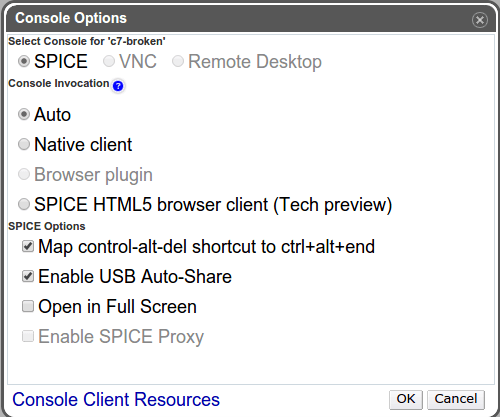 Console Options
Select Console for 'c7-broken'
SPICE VNC Remote Desktop
Console Invocation ?
Auto
Native client
Browser plugin
SPICE HTML5 browser client (Tech preview)
SPICE Options
Map control-alt-del shortcut to ctrl+alt+end
Enable USB Auto-Share
Open in Full Screen
Enable SPICE Proxy
Console Client Resources OK Cancel